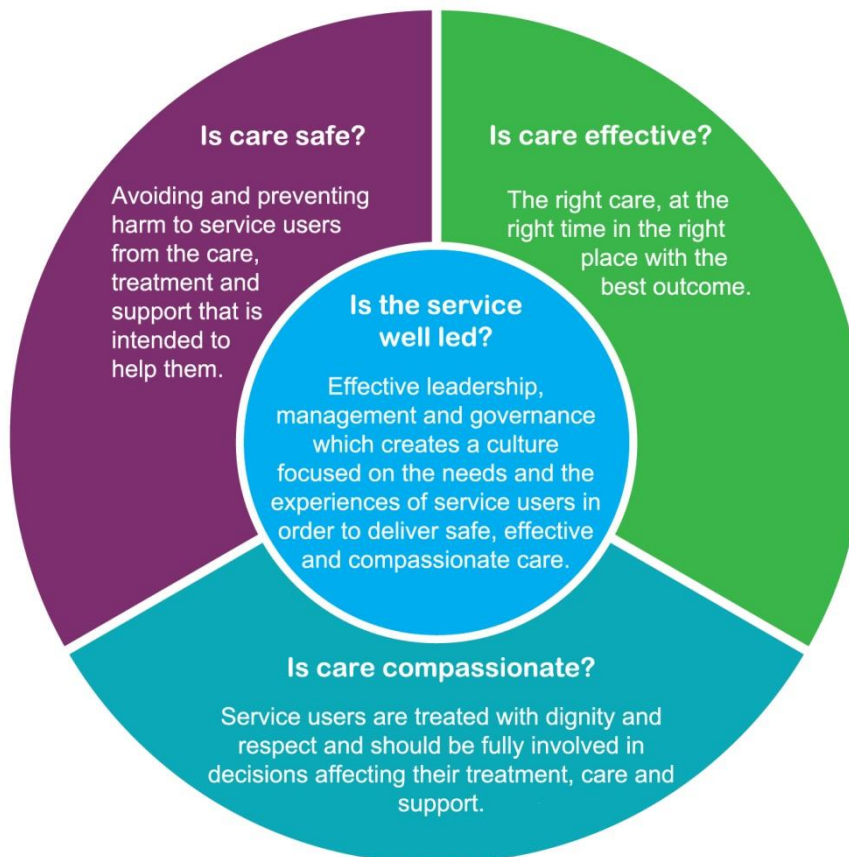 Is care safe?
Avoiding and preventing
harm to service users
from the care,
treatment and
support that is
intended to
help them.
Is care effective?
The right care, at the
right time in the right
place with the
best outcome.
Is the service
well led?
Effective leadership,
management and governance
which creates a culture
focused on the needs and the
experiences of service users in
order to deliver safe, effective
and compassionate care.
Is care compassionate?
Service users are treated with dignity and
respect and should be fully involved in
decisions affecting their treatment, care and
support.